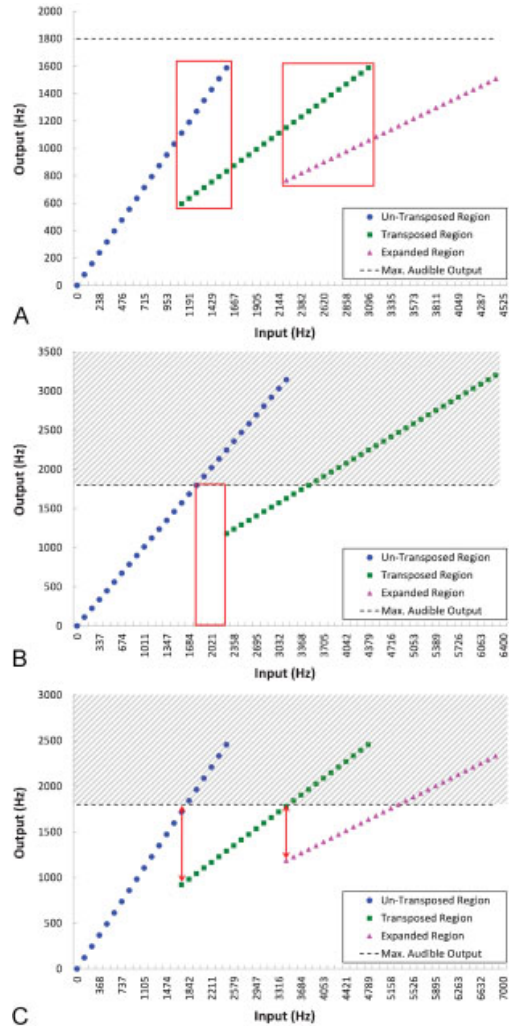 2000
1800
1600
1400
1200
1000
800
600
400
200
0
Output (Hz)
Un-Transposed Region
Transposed Region
Expanded Region
Max. Audible Output
0 238 476 715 953 1191 1429 1667 1905 2144 2382 2620 2858 3096 3335 3573 3811 4049 4287 4525
Input (Hz)
A
3500
3000
2500
2000
1500
1000
500
0
Output (Hz)
Un-Transposed Region
Transposed Region
Expanded Region
Max. Audible Output
0 337 674 1011 1347 1684 2021 2358 2695 3032 3368 3705 4042 4379 4716 5053 5389 5726 6063 6400
Input (Hz)
B
3000
2500
2000
1500
1000
500
0
Output (Hz)
Un-Transposed Region
Transposed Region
Expanded Region
Max. Audible Output
0 368 737 1105 1474 1842 2211 2579 2947 3316 3684 4053 4421 4789 5158 5526 5895 6263 6632 7000
Input (Hz)
C